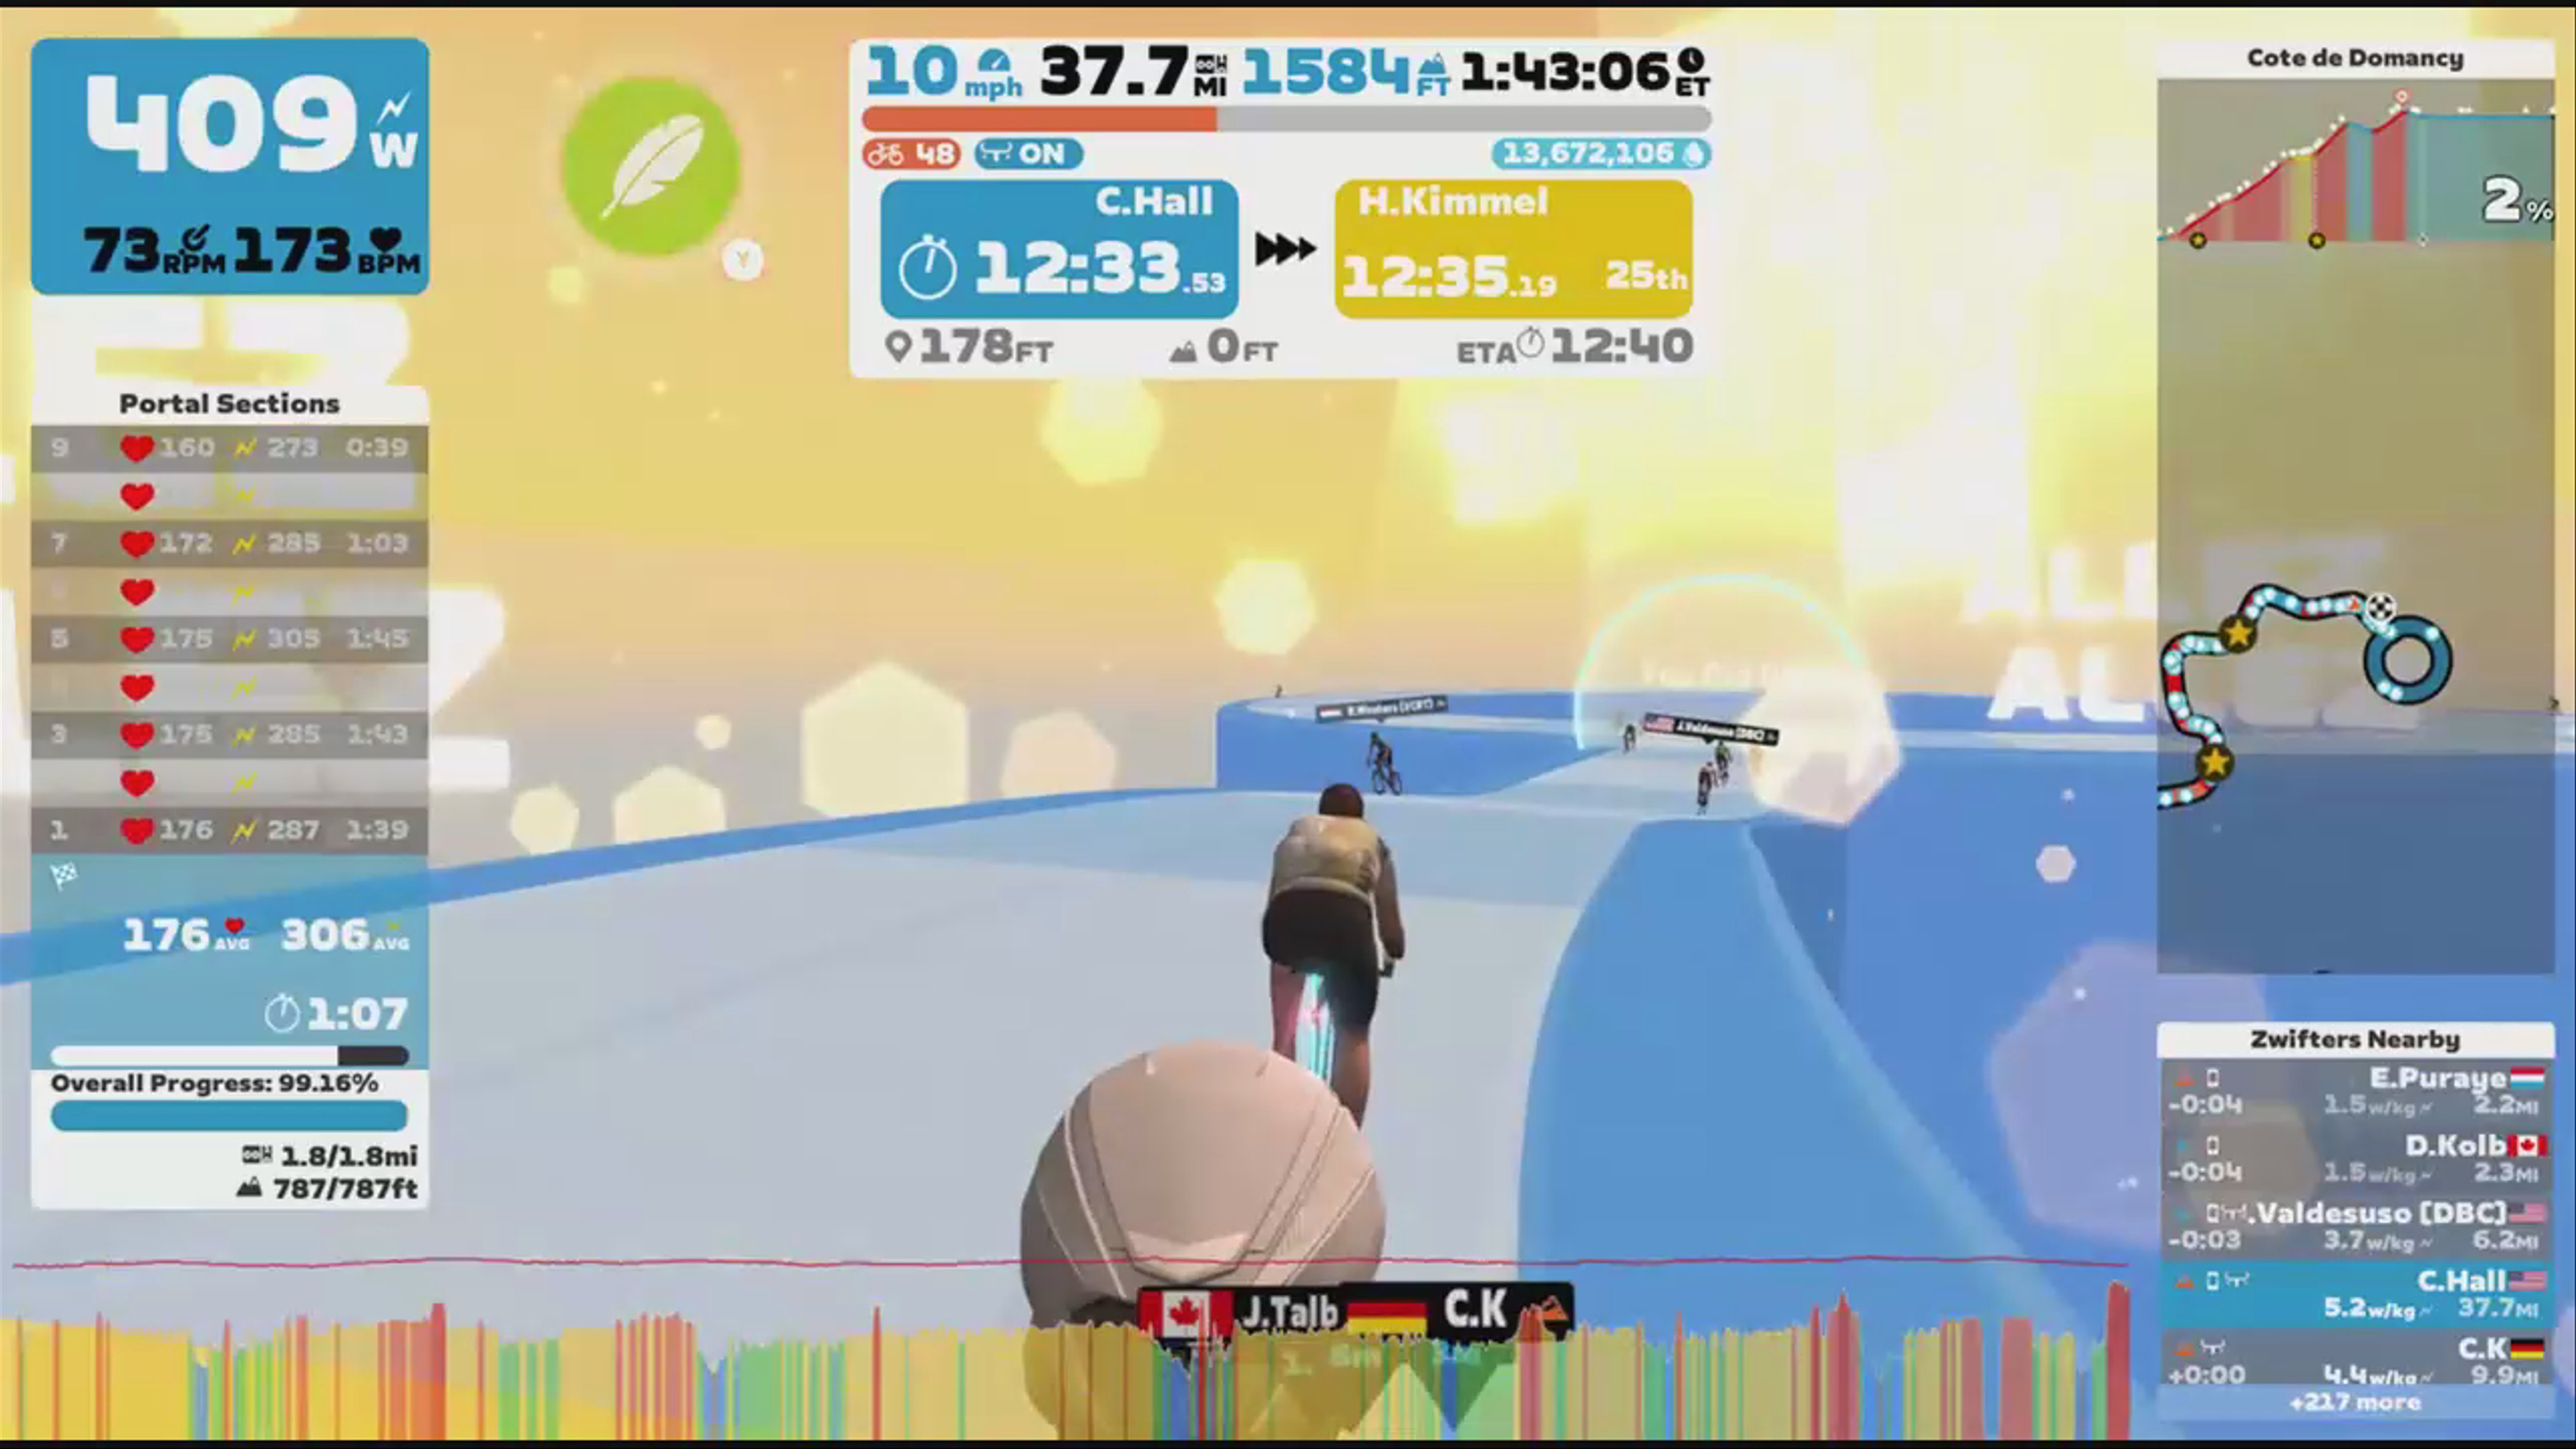 409 W
73 RPM 173 BPM
Y
10 mph 37.7 MI 1584 FT 1:43:06 ET
48 ON 13,672,106
C.Hall
12:33.53
H.Kimmel
12:35.19 25th
178FT 0FT ETA 12:40
Portal Sections
9 160 273 0:39
7 172 285 1:03
5 175 305 1:45
3 175 285 1:43
1 176 287 1:39
176 AVG 306 AVG
1:07
Overall Progress: 99.16%
1.8/1.8mi
787/787ft
Cote de Domancy
2%
J.Valdesuso [DBC]
J.Talb C.K
Zwifters Nearby
E.Puraye
-0:04 1.5w/kg 2.2MI
D.Kolb
-0:04 1.5w/kg 2.3MI
.Valdesuso [DBC]
-0:03 3.7w/kg 6.2MI
C.Hall
5.2w/kg 37.7MI
C.K
+0:00 4.4w/kg 9.9MI
+217 more